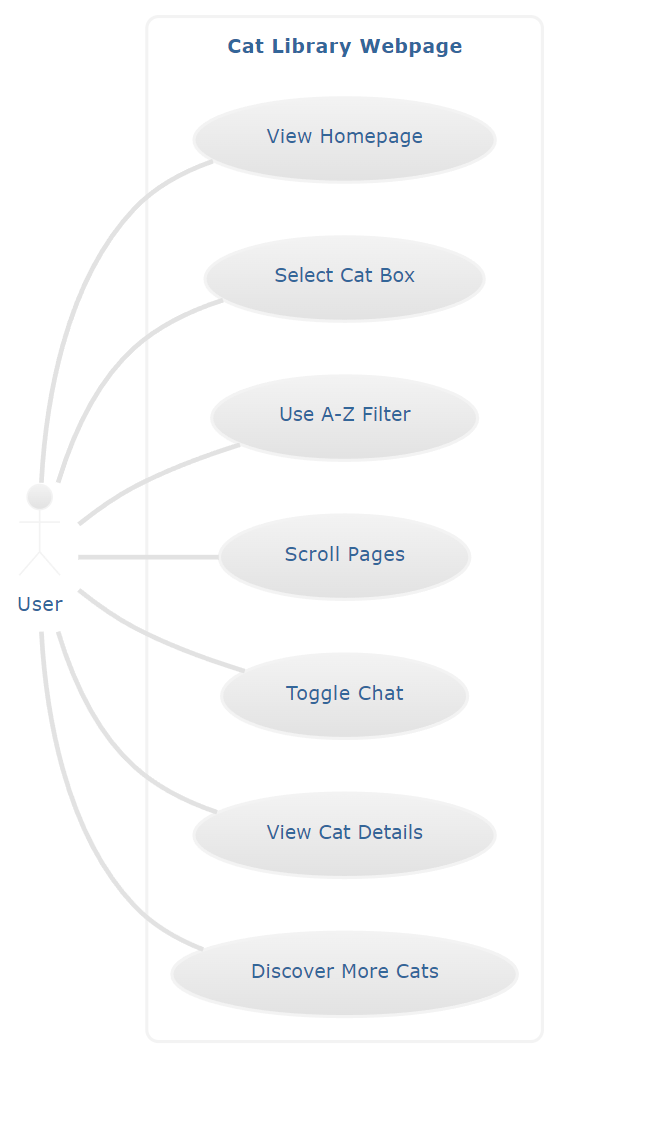 Cat Library Webpage
View Homepage
Select Cat Box
Use A-Z Filter
Scroll Pages
User
Toggle Chat
View Cat Details
Discover More Cats